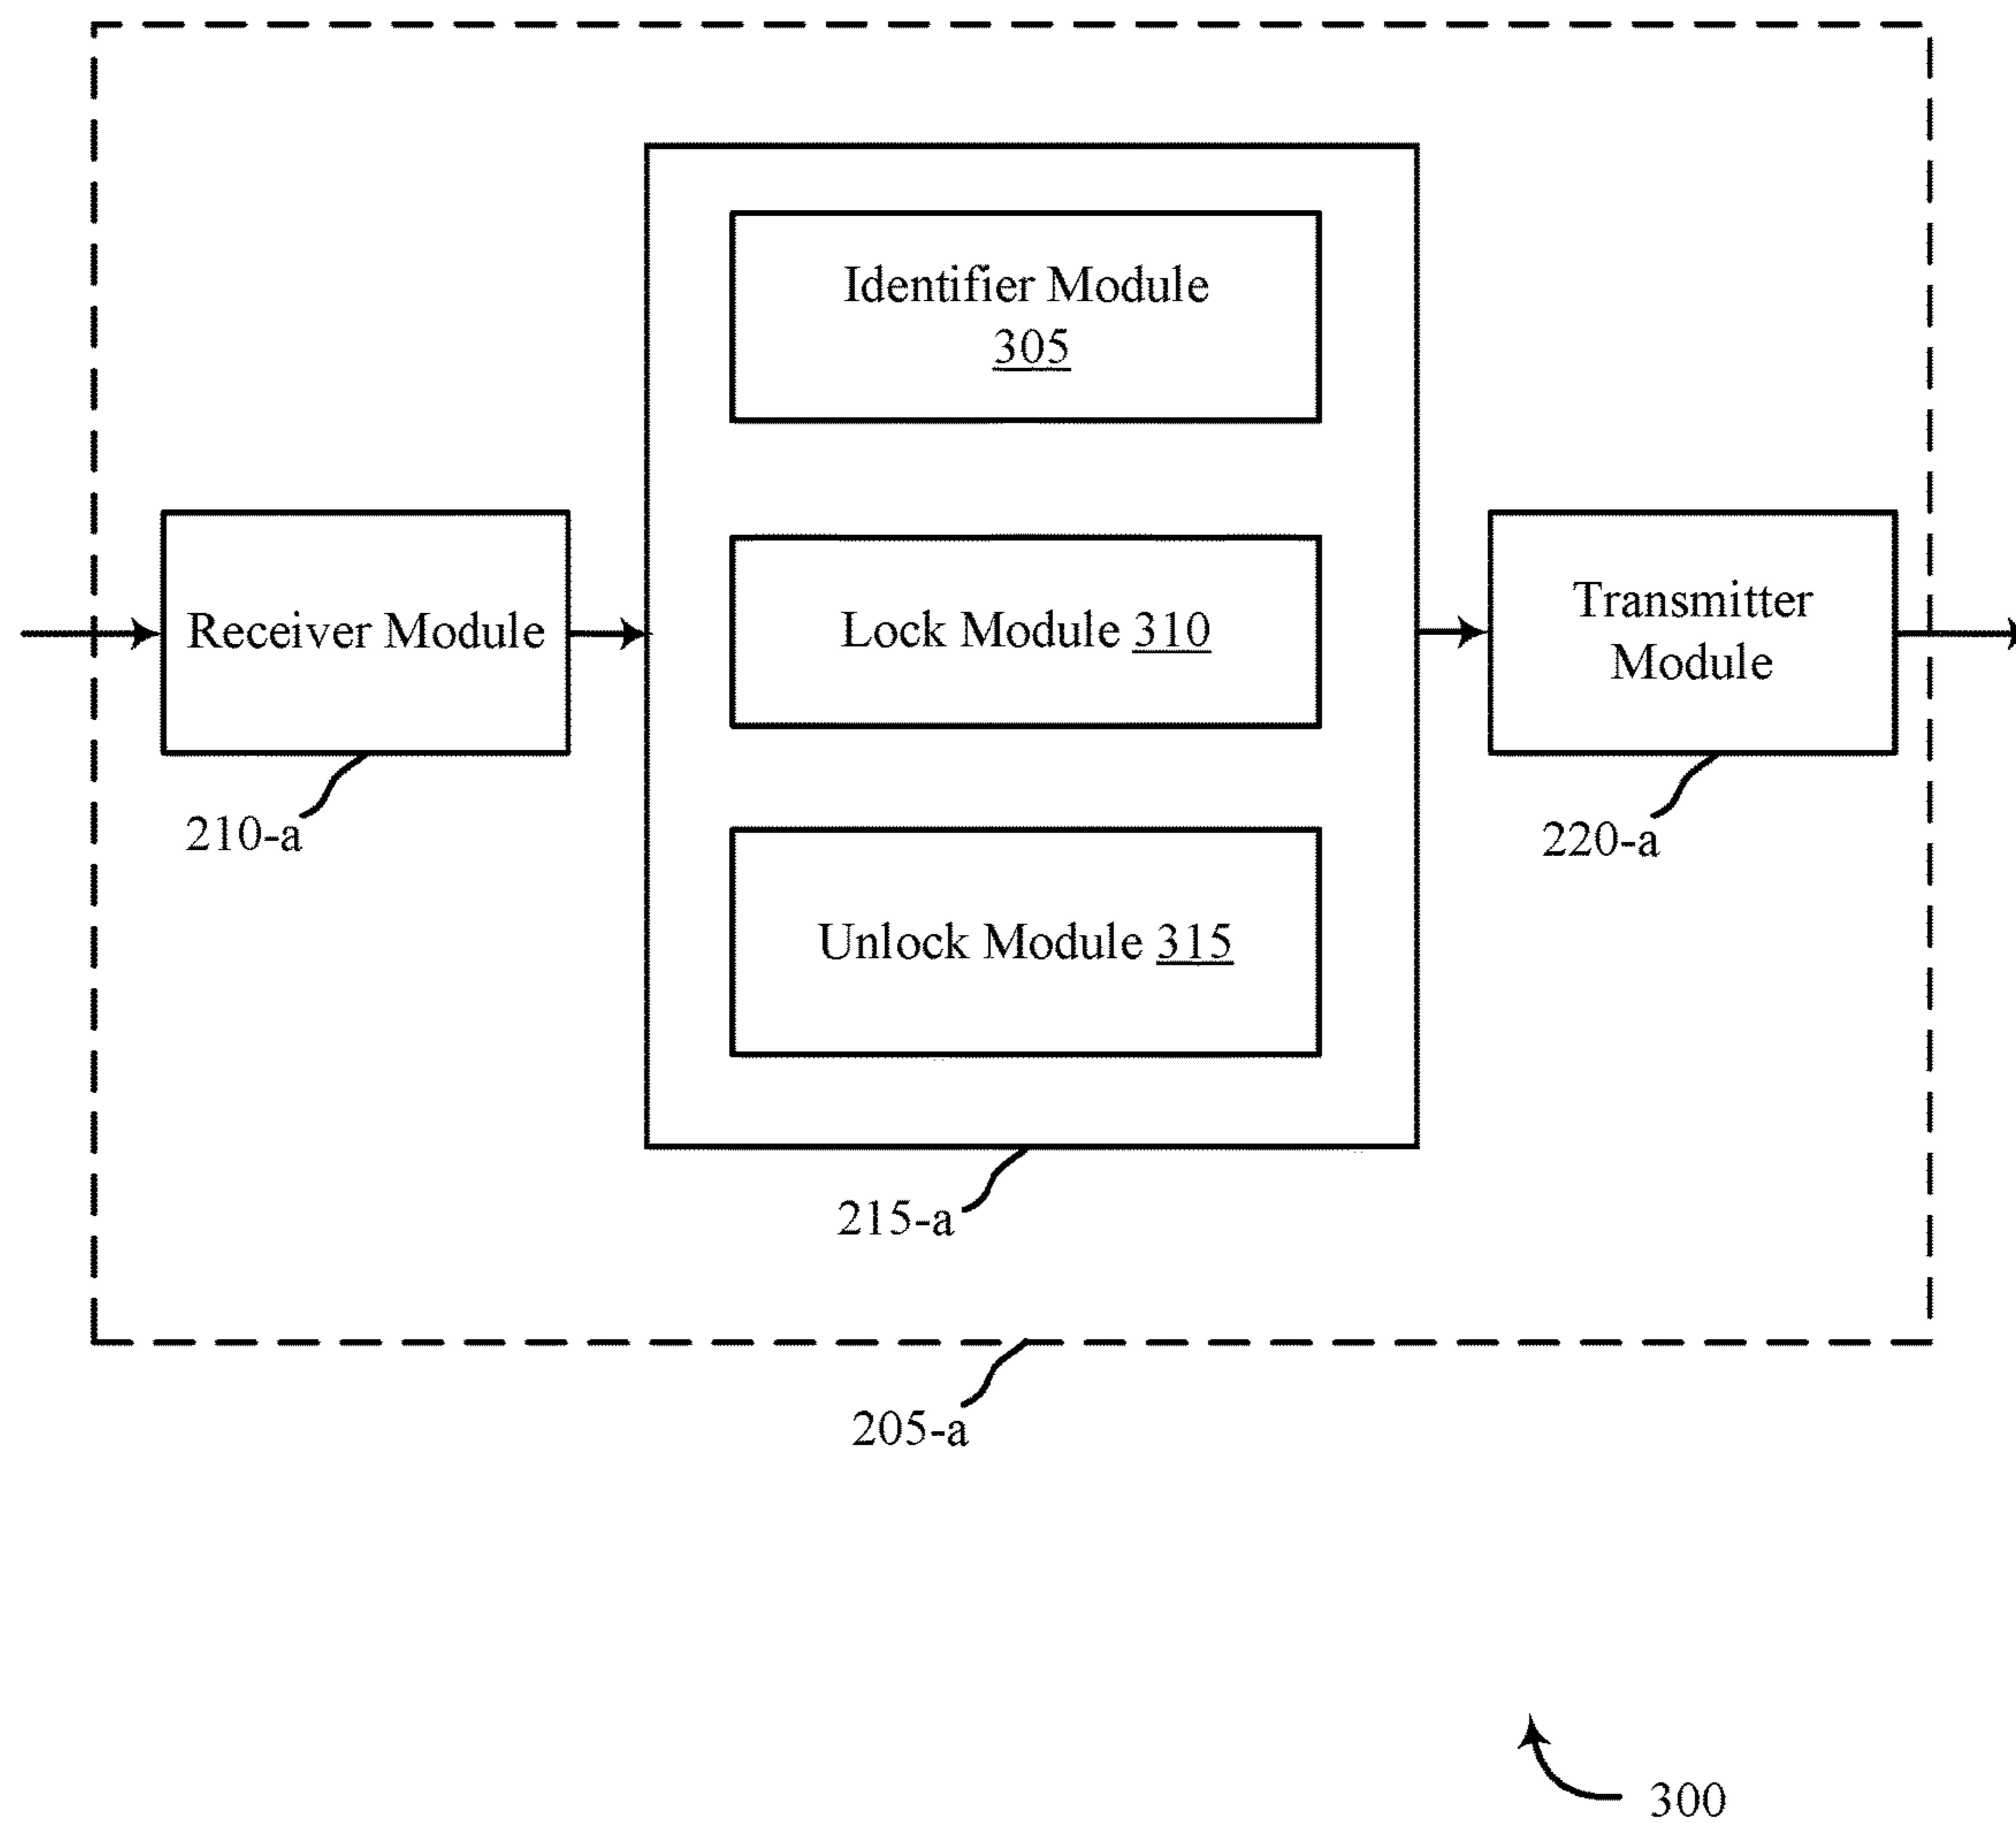 Identifier Module
305
Receiver Module
Lock Module 310
Transmitter
Module
210-a
220-a
Unlock Module 315
215-a
205-a
300